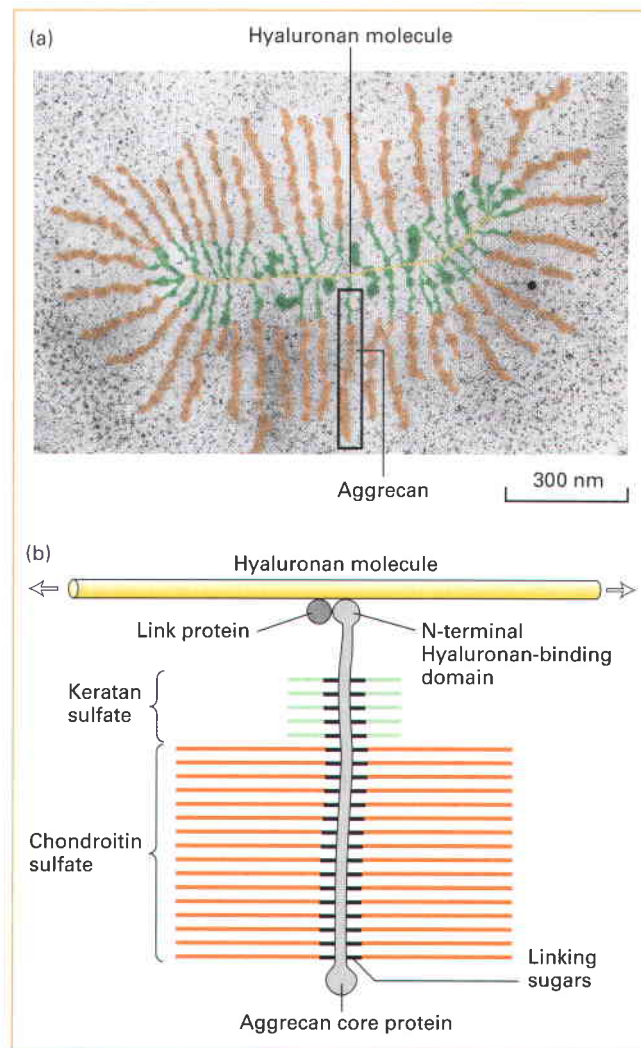 (a)
Hyaluronan molecule
Aggrecan
300 nm
(b)
Hyaluronan molecule
Link protein
N-terminal
Hyaluronan-binding
domain
Keratan
sulfate
Chondroitin
sulfate
Linking
sugars
Aggrecan core protein